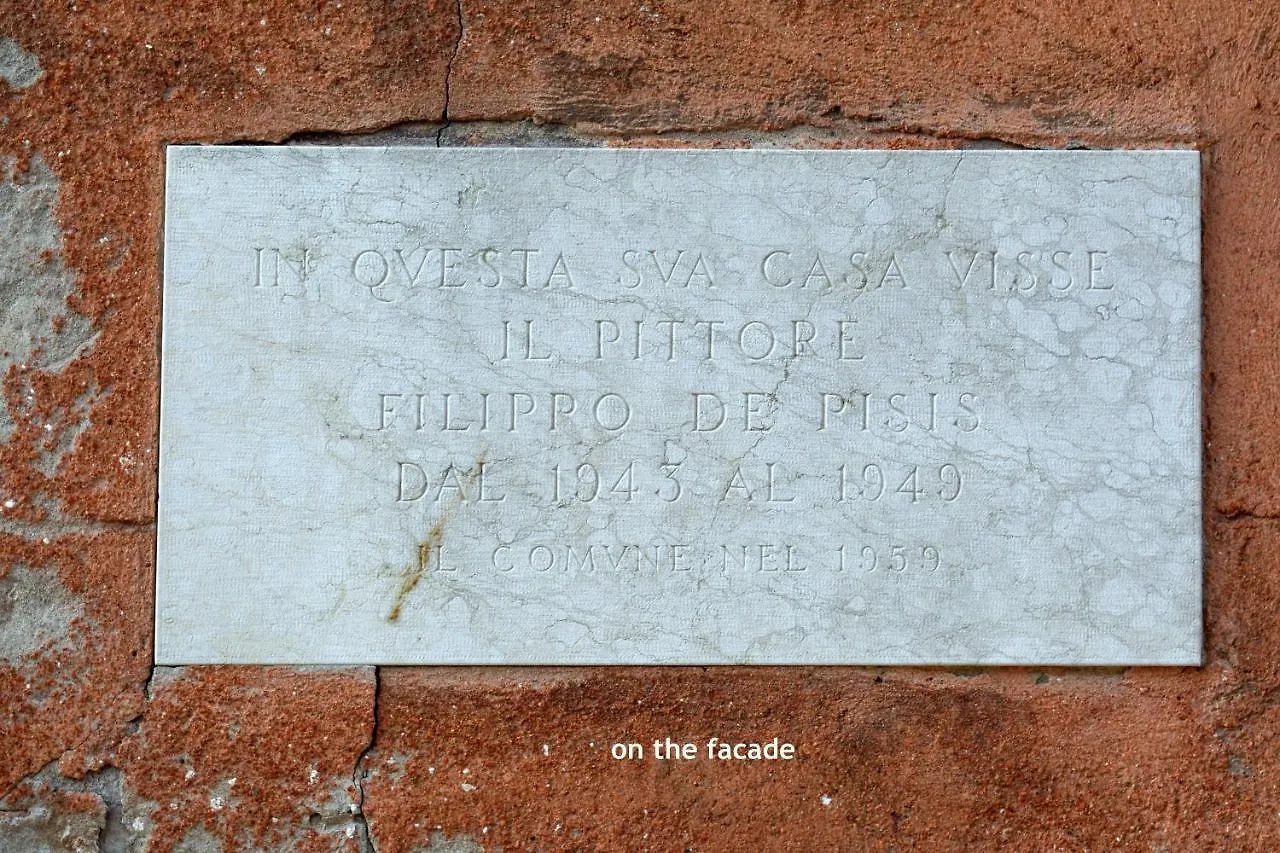 IN QVESTA SVA CASA VISSE
IL PITTORE
FILIPPO DE PISIS
DAL 1943 AL 1949
IL COMVNE NEL 1959
on the facade